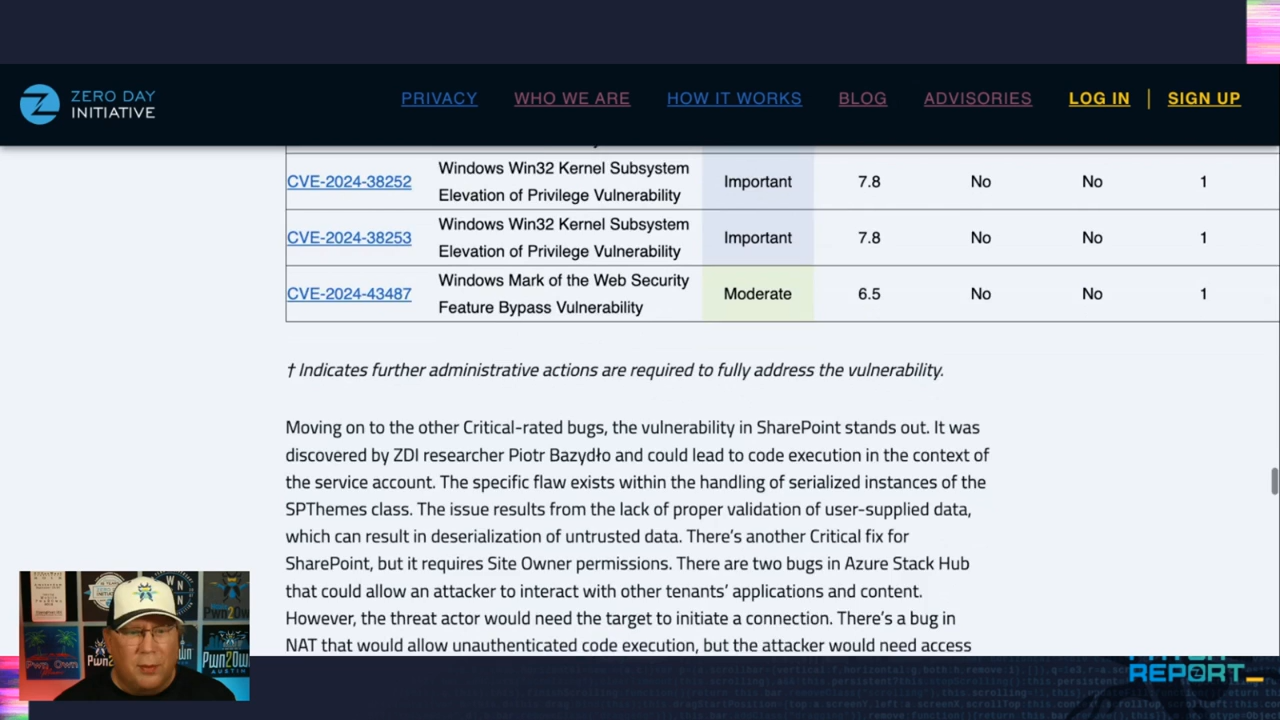 ZERO DAY
INITIATIVE
PRIVACY WHO WE ARE HOW IT WORKS BLOG ADVISORIES LOG IN | SIGN UP
CVE-2024-38252 Windows Win32 Kernel Subsystem Elevation of Privilege Vulnerability Important 7.8 No No 1
CVE-2024-38253 Windows Win32 Kernel Subsystem Elevation of Privilege Vulnerability Important 7.8 No No 1
CVE-2024-43487 Windows Mark of the Web Security Feature Bypass Vulnerability Moderate 6.5 No No 1
† Indicates further administrative actions are required to fully address the vulnerability.
Moving on to the other Critical-rated bugs, the vulnerability in SharePoint stands out. It was
discovered by ZDI researcher Piotr Bazydło and could lead to code execution in the context of
the service account. The specific flaw exists within the handling of serialized instances of the
SPThemes class. The issue results from the lack of proper validation of user-supplied data,
which can result in deserialization of untrusted data. There's another Critical fix for
SharePoint, but it requires Site Owner permissions. There are two bugs in Azure Stack Hub
that could allow an attacker to interact with other tenants' applications and content.
However, the threat actor would need the target to initiate a connection. There's a bug in
NAT that would allow unauthenticated code execution, but the attacker would need access
Pwn2Own
Pwn Own
Pwn2Own
AUSTIN
REPORT_